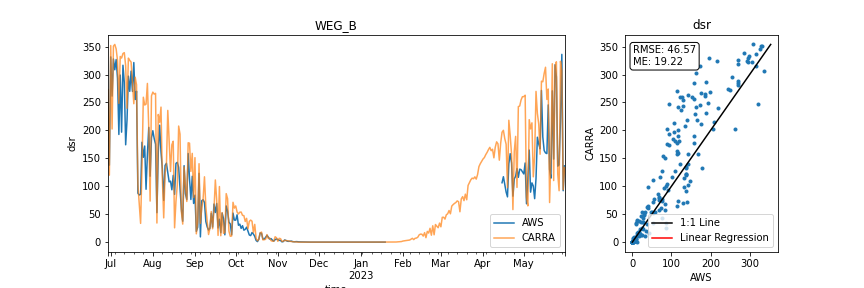 WEG_B
dsr
350
300
250
200
150
100
50
0
dsr
Jul Aug Sep Oct Nov Dec Jan Feb Mar Apr May
2023
time
AWS
CARRA
dsr
350
300
250
200
150
100
50
0
CARRA
RMSE: 46.57
ME: 19.22
1:1 Line
Linear Regression
0 100 200 300
AWS